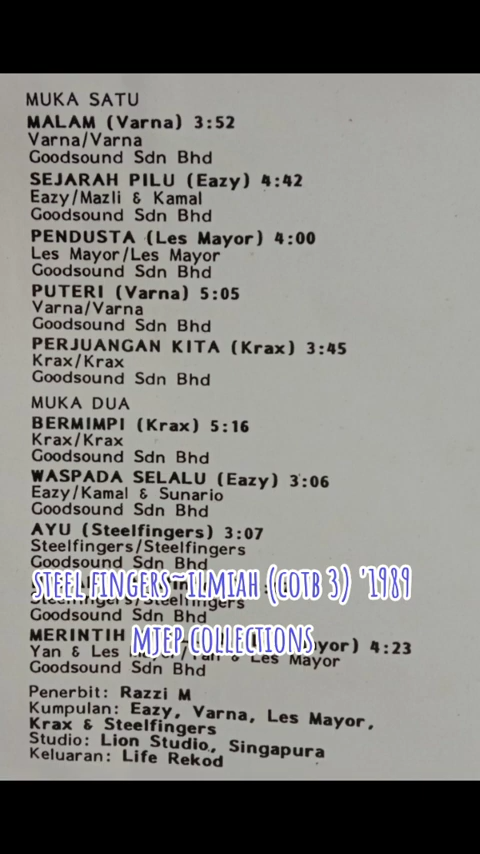 MUKA SATU
MALAM (Varna) 3:52
Varna/Varna
Goodsound Sdn Bhd
SEJARAH PILU (Eazy) 4:42
Eazy/Mazli & Kamal
Goodsound Sdn Bhd
PENDUSTA (Les Mayor) 4:00
Les Mayor/Les Mayor
Goodsound Sdn Bhd
PUTERI (Varna) 5:05
Varna/Varna
Goodsound Sdn Bhd
PERJUANGAN KITA (Krax) 3:45
Krax/Krax
Goodsound Sdn Bhd
MUKA DUA
BERMIMPI (Krax) 5:16
Krax/Krax
Goodsound Sdn Bhd
WASPADA SELALU (Eazy) 3:06
Eazy/Kamal & Sunario
Goodsound Sdn Bhd
AYU (Steelfingers) 3:07
Steelfingers/Steelfingers
Goodsound Sdn Bhd
STEEL FINGERS~ILMIAH (COTB 3) '1989
Steelfingers/Steelfingers
Goodsound Sdn Bhd
MJEP COLLECTIONS
MERINTIH 4:23
Yan & Les & Les Mayor
Goodsound Sdn Bhd
Penerbit: Razzi M
Kumpulan: Eazy, Varna, Les Mayor,
Krax & Steelfingers
Studio: Lion Studio, Singapura
Keluaran: Life Rekod